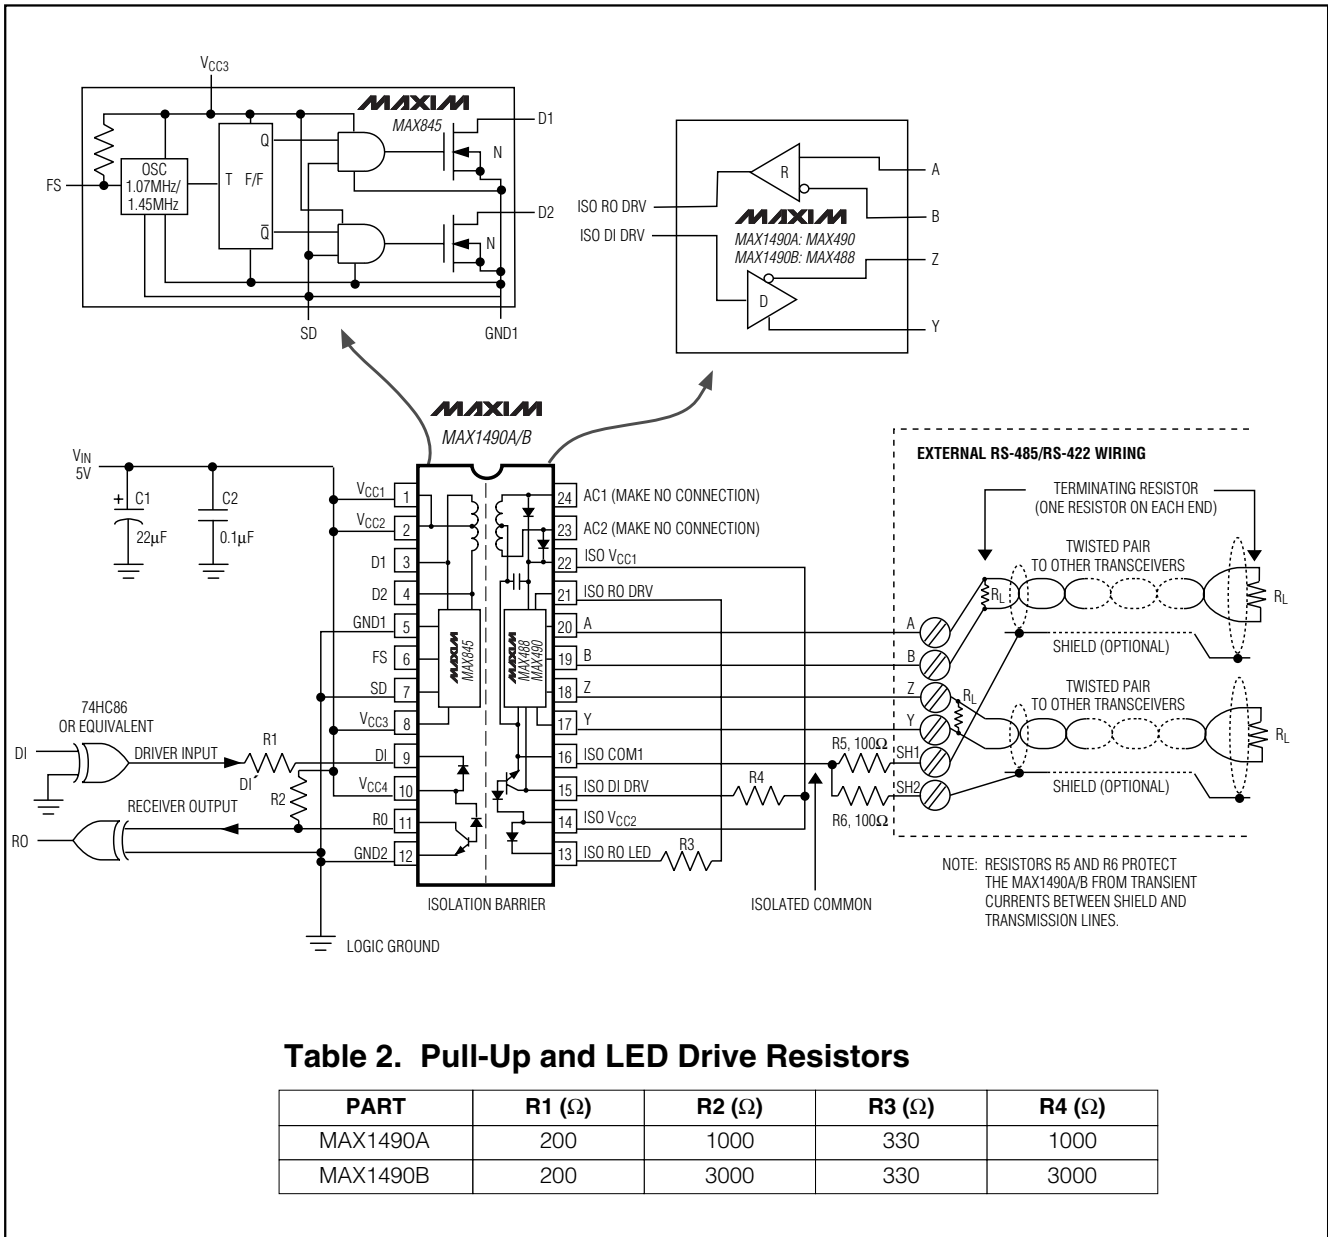 VCC3
MAXIM
MAX845
D1
Q
N
OSC
1.07MHz/
1.45MHz
T F/F
FS
D2
Q̅
N
SD
GND1
A
R
ISO RO DRV
B
MAXIM
ISO DI DRV
MAX1490A: MAX490
MAX1490B: MAX488
Z
D
Y
MAXIM
MAX1490A/B
VIN
5V
+ C1
22µF
C2
0.1µF
VCC1
1
VCC2
2
D1
3
D2
4
GND1
5
FS
6
SD
7
VCC3
8
DI
9
VCC4
10
RO
11
GND2
12
MAXIM
MAX845
MAXIM
MAX488
MAX490
24 AC1 (MAKE NO CONNECTION)
23 AC2 (MAKE NO CONNECTION)
22 ISO VCC1
21 ISO RO DRV
20 A
19 B
18 Z
17 Y
16 ISO COM1
15 ISO DI DRV
14 ISO VCC2
13 ISO RO LED
74HC86
OR EQUIVALENT
DI
DRIVER INPUT
R1
DI´
R2
RECEIVER OUTPUT
RO
ISOLATION BARRIER
LOGIC GROUND
R4
R3
R5, 100Ω
R6, 100Ω
ISOLATED COMMON
EXTERNAL RS-485/RS-422 WIRING
TERMINATING RESISTOR
(ONE RESISTOR ON EACH END)
TWISTED PAIR
TO OTHER TRANSCEIVERS
RL
RL
A
SHIELD (OPTIONAL)
B
Z
RL
TWISTED PAIR
TO OTHER TRANSCEIVERS
Y
RL
SH1
SHIELD (OPTIONAL)
SH2
NOTE: RESISTORS R5 AND R6 PROTECT
THE MAX1490A/B FROM TRANSIENT
CURRENTS BETWEEN SHIELD AND
TRANSMISSION LINES.
Table 2. Pull-Up and LED Drive Resistors
PART R1 (Ω) R2 (Ω) R3 (Ω) R4 (Ω)
MAX1490A 200 1000 330 1000
MAX1490B 200 3000 330 3000